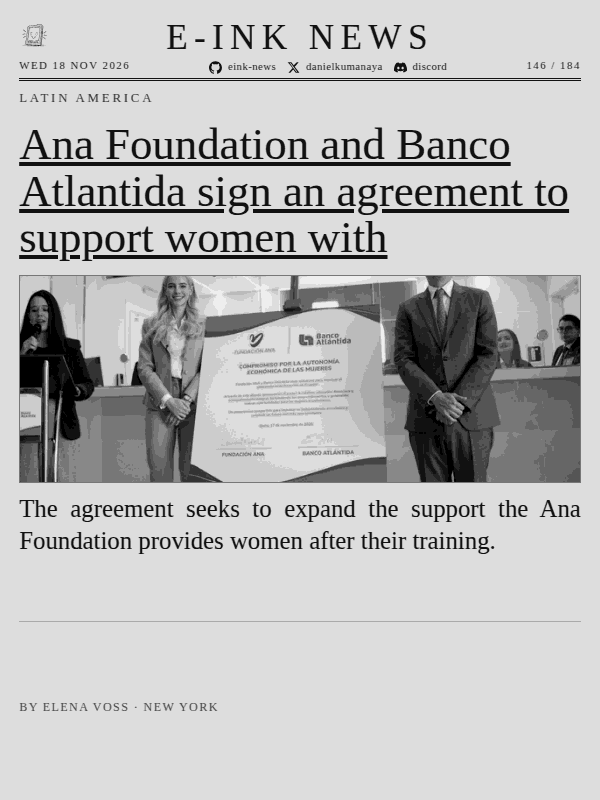 E-INK NEWS
WED 18 NOV 2026
eink-news
danielkumanaya
discord
146 / 184
LATIN AMERICA
Ana Foundation and Banco
Atlantida sign an agreement to
support women with
FUNDACIÓN ANA
Banco
Atlántida
COMPROMISO POR LA AUTONOMÍA
ECONÓMICA DE LAS MUJERES
FUNDACIÓN ANA
BANCO ATLÁNTIDA
The agreement seeks to expand the support the Ana
Foundation provides women after their training.
BY ELENA VOSS · NEW YORK